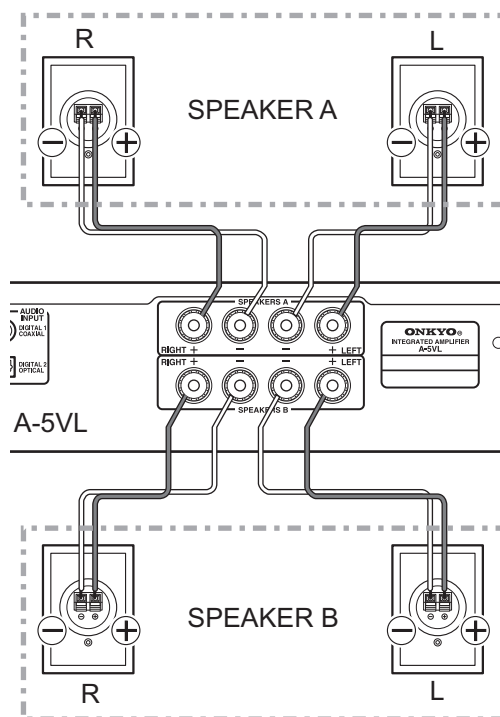 R
L
SPEAKER A
− +
− +
SPEAKERS A
AUDIO
INPUT
DIGITAL 1
COAXIAL
DIGITAL 2
OPTICAL
RIGHT + − − + LEFT
RIGHT + − − + LEFT
SPEAKERS B
ONKYO®
INTEGRATED AMPLIFIER
A-5VL
A-5VL
SPEAKER B
− +
− +
R
L